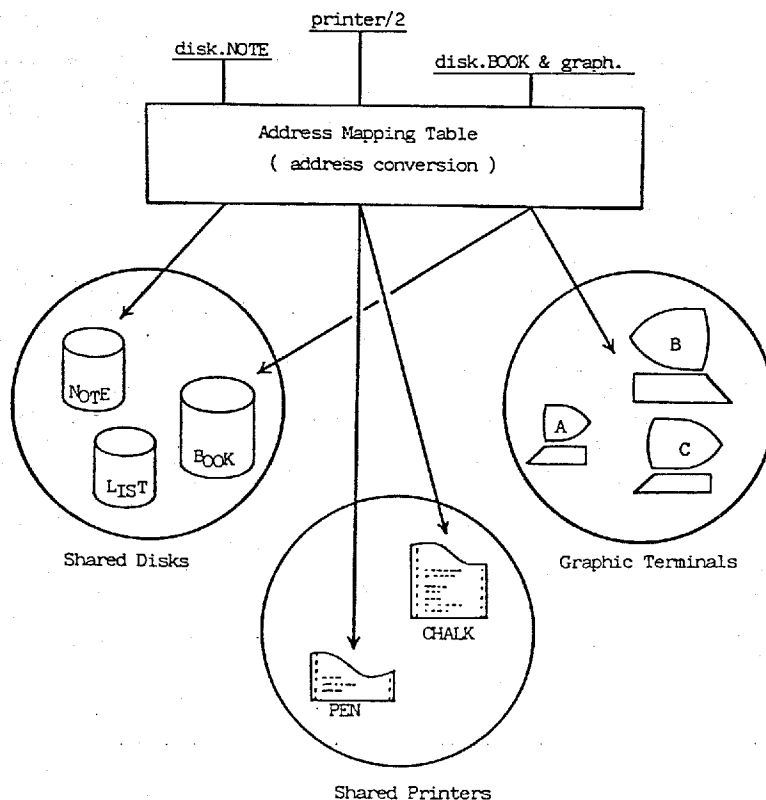 printer/2
disk.NOTE
disk.BOOK & graph.
Address Mapping Table
( address conversion )
NOTE
BOOK
LIST
B
A
C
Shared Disks
Graphic Terminals
CHALK
PEN
Shared Printers